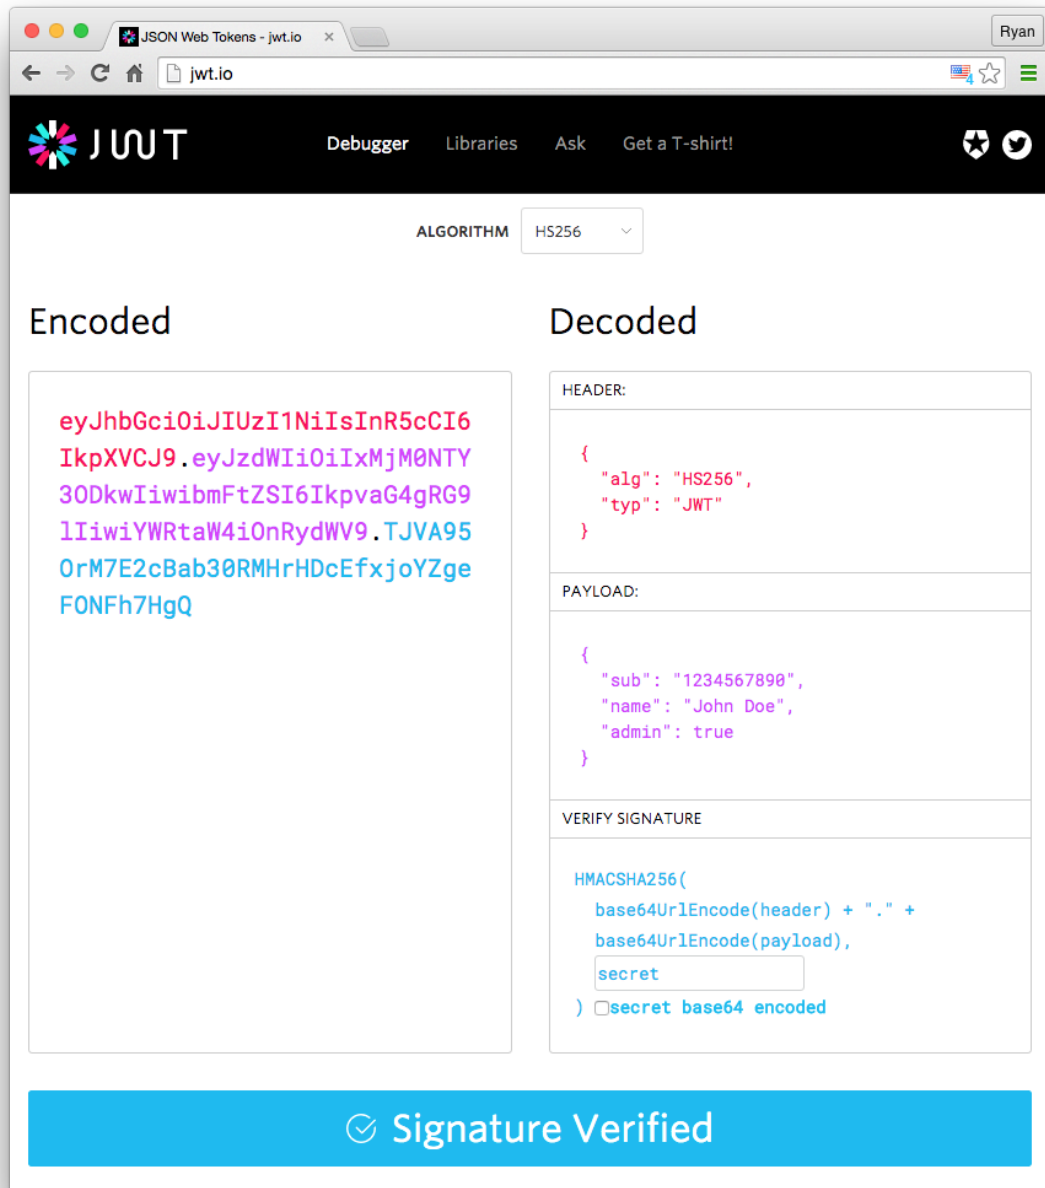 JSON Web Tokens - jwt.io
Ryan
jwt.io
4
JWT
Debugger Libraries Ask Get a T-shirt!
ALGORITHM HS256
Encoded
eyJhbGciOiJIUzI1NiIsInR5cCI6
IkpXVCJ9.eyJzdWIiOiIxMjM0NTY
3ODkwIiwibmFtZSI6IkpvaG4gRG9
lIiwiYWRtaW4iOnRydWV9.TJVA95
OrM7E2cBab30RMHrHDcEfxjoYZge
FONFh7HgQ
Decoded
HEADER:
{
"alg": "HS256",
"typ": "JWT"
}
PAYLOAD:
{
"sub": "1234567890",
"name": "John Doe",
"admin": true
}
VERIFY SIGNATURE
HMACSHA256(
base64UrlEncode(header) + "." +
base64UrlEncode(payload),
secret
) secret base64 encoded
Signature Verified